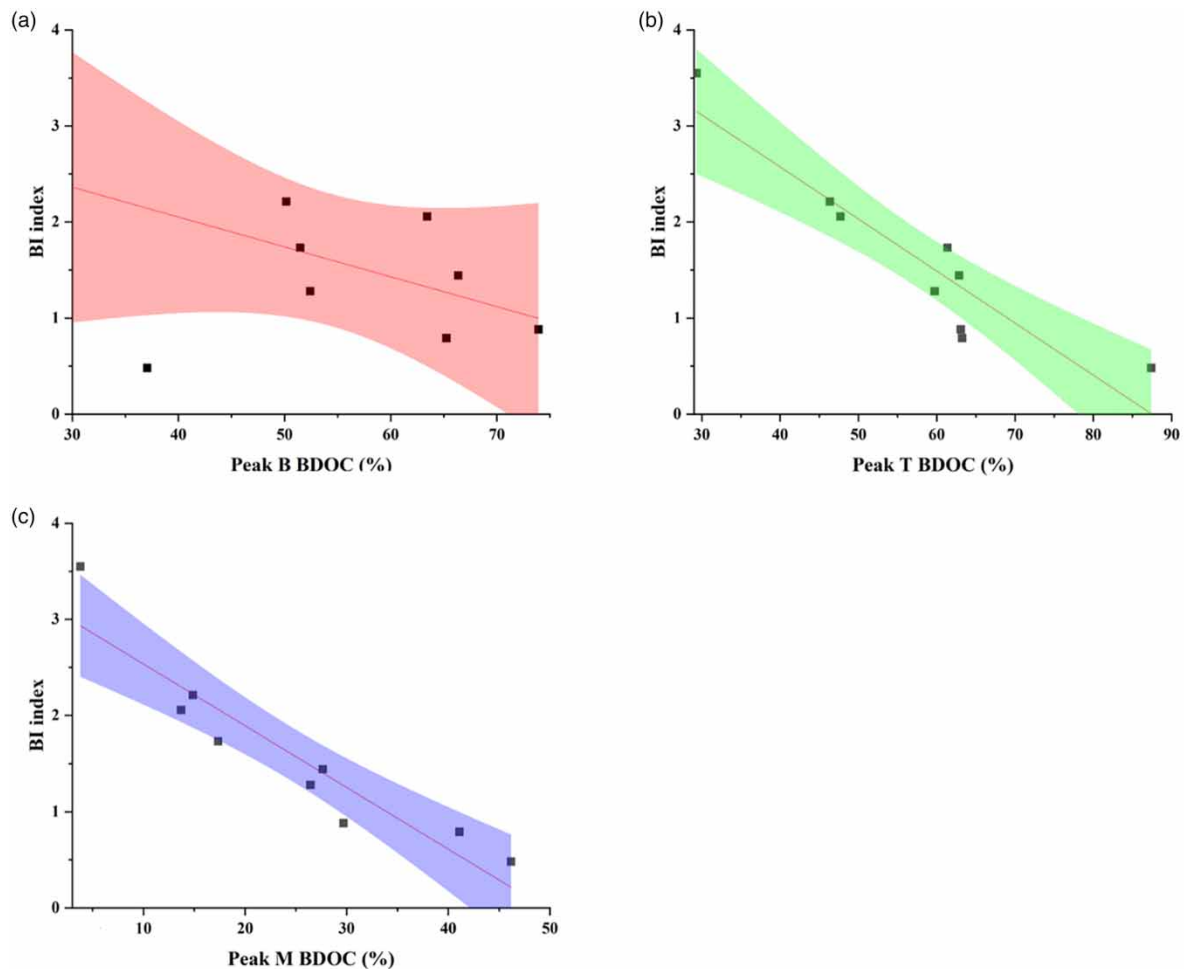 (a)
4
3
2
1
0
BI index
30 40 50 60 70
Peak B BDOC (%)
(b)
4
3
2
1
0
BI index
30 40 50 60 70 80 90
Peak T BDOC (%)
(c)
4
3
2
1
0
BI index
10 20 30 40 50
Peak M BDOC (%)